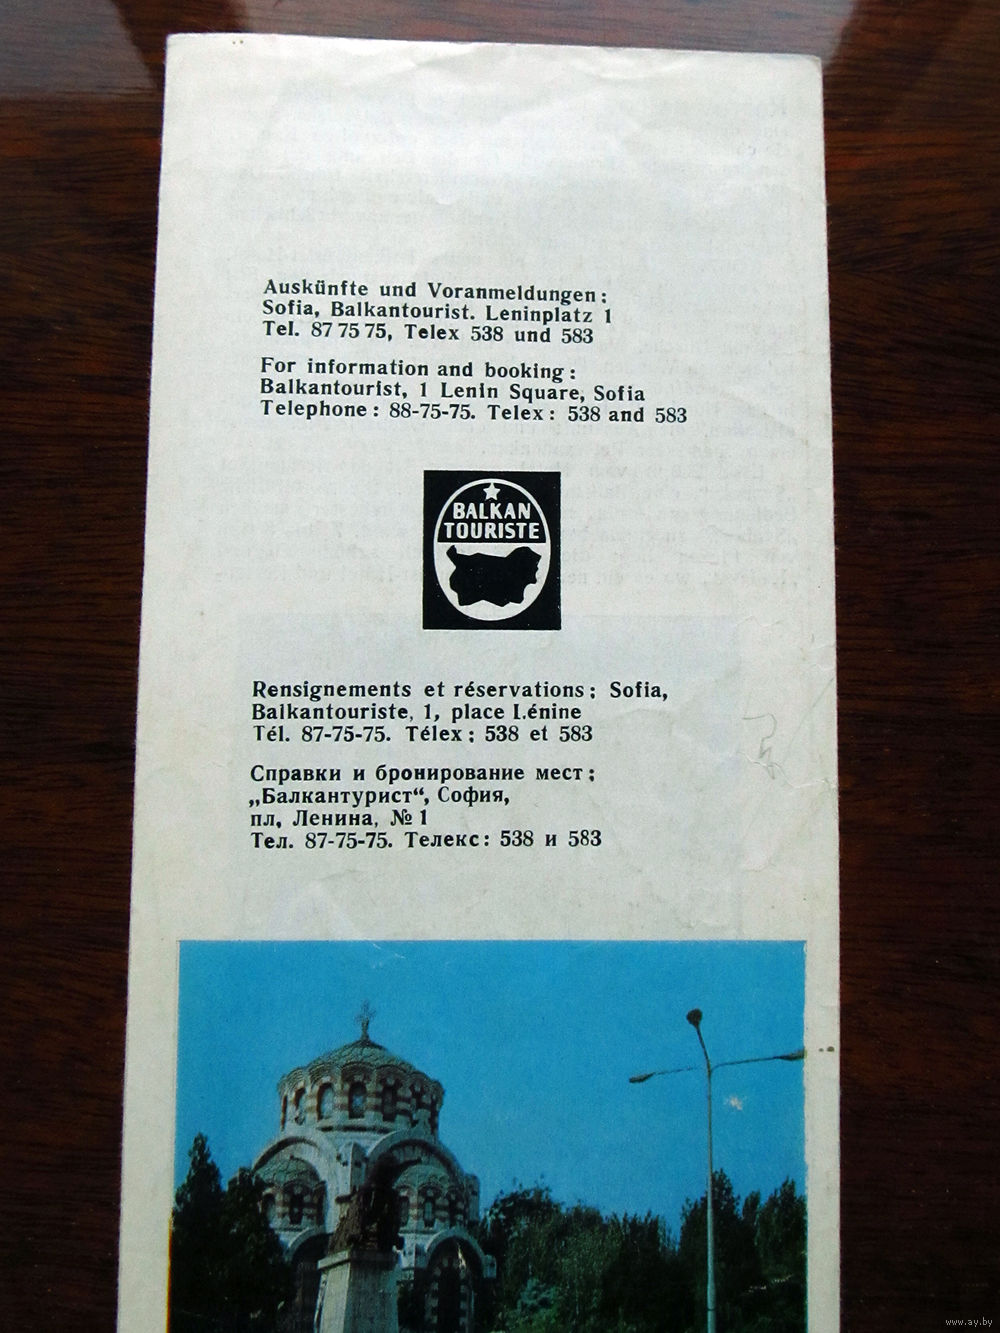 Auskünfte und Voranmeldungen:
Sofia, Balkantourist. Leninplatz 1
Tel. 87 75 75, Telex 538 und 583
For information and booking:
Balkantourist, 1 Lenin Square, Sofia
Telephone: 88-75-75. Telex: 538 and 583
BALKAN
TOURISTE
Rensignements et réservations: Sofia,
Balkantouriste, 1, place Lénine
Tél. 87-75-75. Télex: 538 et 583
Справки и бронирование мест:
„Балкантурист“, София,
пл, Ленина, № 1
Тел. 87-75-75. Телекс: 538 и 583
www.ay.by